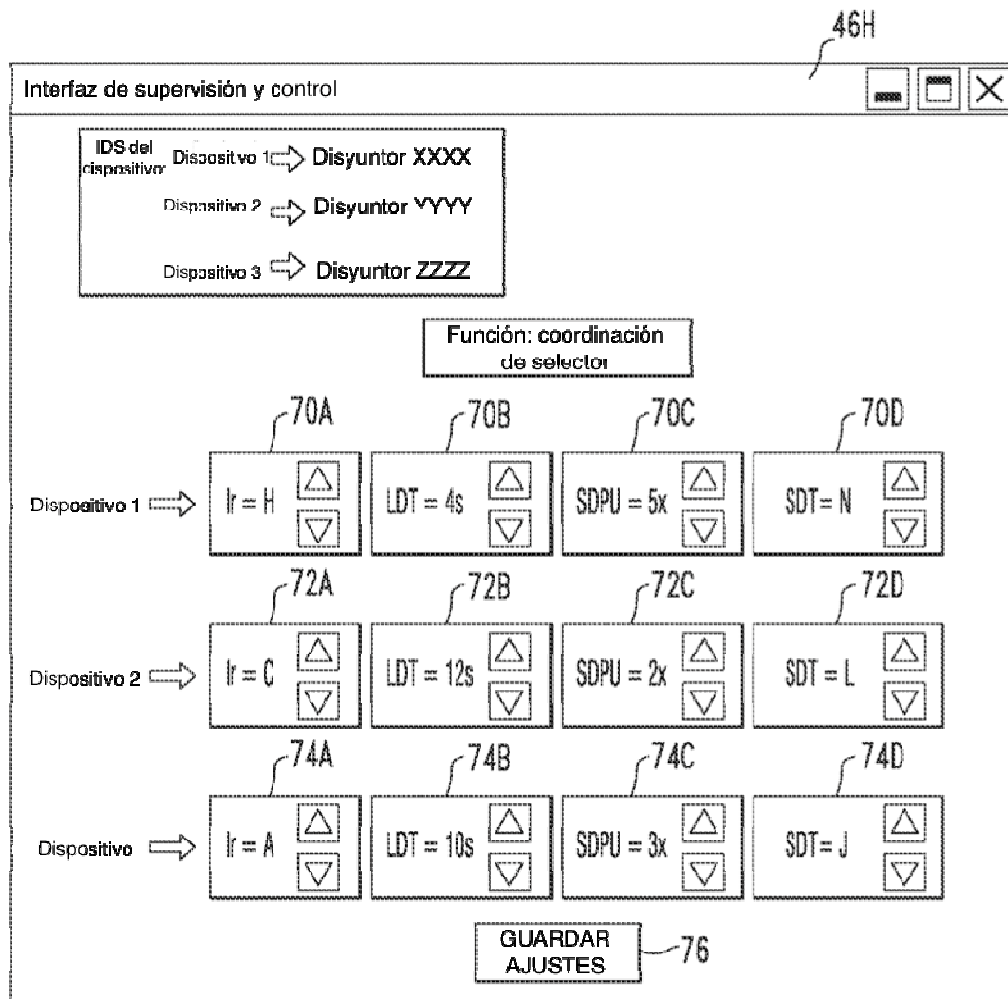 46H
Interfaz de supervisión y control
IDS del dispositivo:
Dispositivo 1 Disyuntor XXXX
Dispositivo 2 Disyuntor YYYY
Dispositivo 3 Disyuntor ZZZZ
Función: coordinación
de selector
70A 70B 70C 70D
Dispositivo 1 Ir = H LDT = 4s SDPU = 5x SDT = N
72A 72B 72C 72D
Dispositivo 2 Ir = C LDT = 12s SDPU = 2x SDT = L
74A 74B 74C 74D
Dispositivo Ir = A LDT = 10s SDPU = 3x SDT = J
GUARDAR
AJUSTES
76